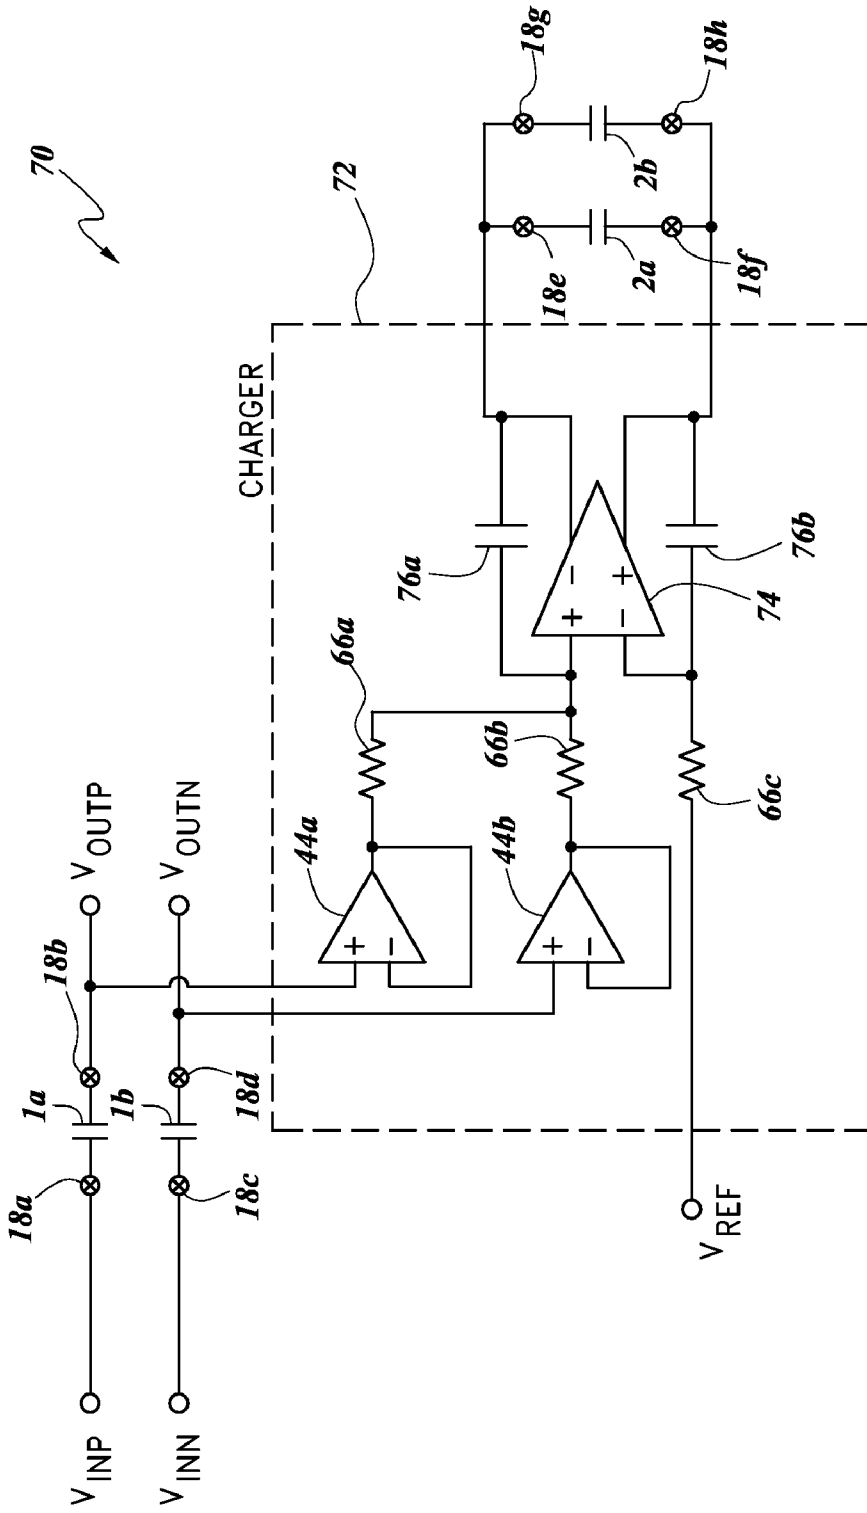 70
18a
1a
18b
V_INP
V_OUTP
1b
V_INN
V_OUTN
18c
18d
CHARGER
72
44a
+
−
66a
44b
+
−
66b
76a
+ −
− +
74
76b
66c
V_REF
18g
18e
2b
2a
18h
18f